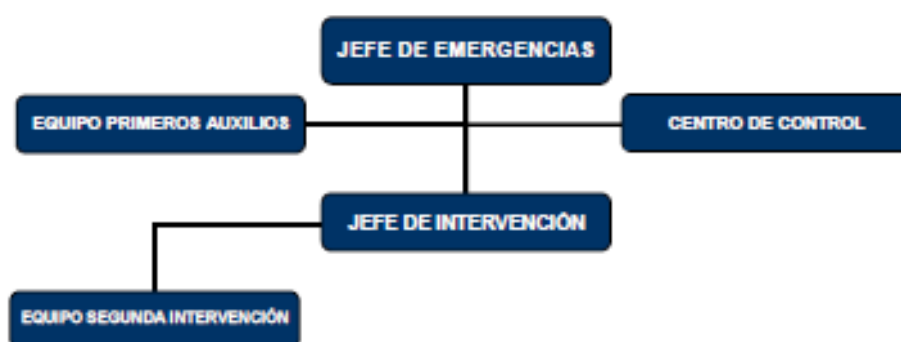 JEFE DE EMERGENCIAS
EQUIPO PRIMEROS AUXILIOS
CENTRO DE CONTROL
JEFE DE INTERVENCIÓN
EQUIPO SEGUNDA INTERVENCIÓN